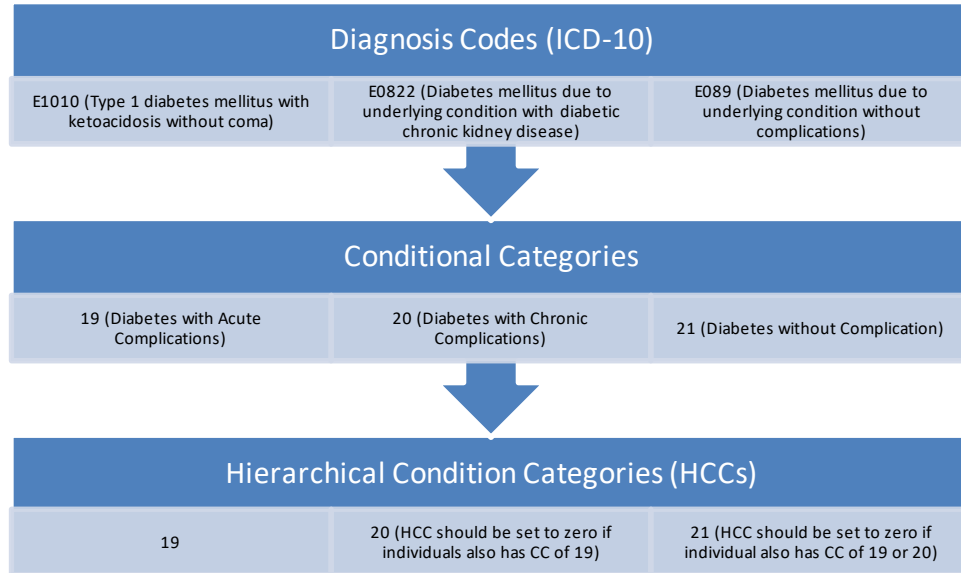 Diagnosis Codes (ICD-10)
E1010 (Type 1 diabetes mellitus with
ketoacidosis without coma)
E0822 (Diabetes mellitus due to
underlying condition with diabetic
chronic kidney disease)
E089 (Diabetes mellitus due to
underlying condition without
complications)
Conditional Categories
19 (Diabetes with Acute
Complications)
20 (Diabetes with Chronic
Complications)
21 (Diabetes without Complication)
Hierarchical Condition Categories (HCCs)
19
20 (HCC should be set to zero if
individuals also has CC of 19)
21 (HCC should be set to zero if
individual also has CC of 19 or 20)